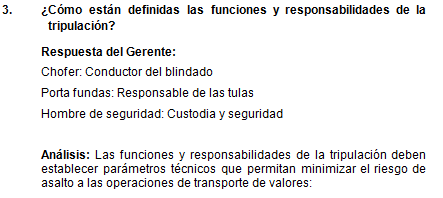 3. ¿Cómo están definidas las funciones y responsabilidades de la
tripulación?
Respuesta del Gerente:
Chofer: Conductor del blindado
Porta fundas: Responsable de las tulas
Hombre de seguridad: Custodia y seguridad
Análisis: Las funciones y responsabilidades de la tripulación deben
establecer parámetros técnicos que permitan minimizar el riesgo de
asalto a las operaciones de transporte de valores: